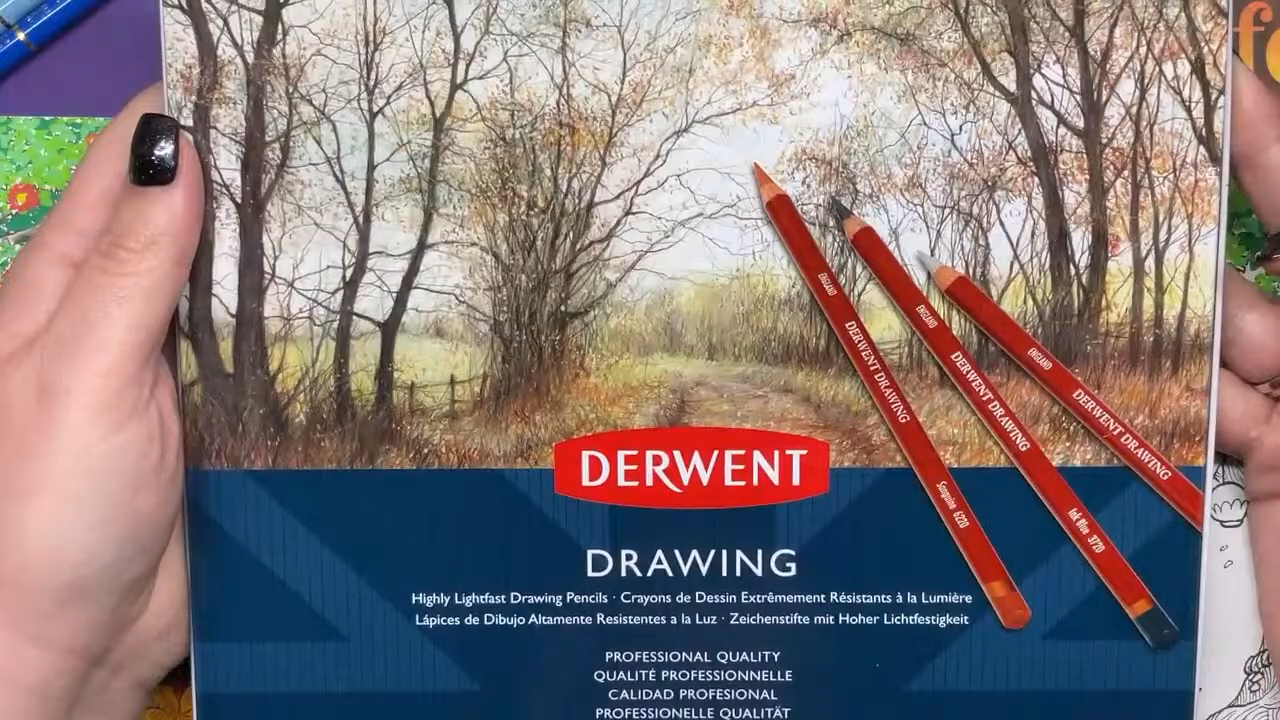 fo
ENGLAND
DERWENT DRAWING
Sanguine 6220
ENGLAND
DERWENT DRAWING
Ink Blue 3720
ENGLAND
DERWENT DRAWING
DERWENT
DRAWING
Highly Lightfast Drawing Pencils · Crayons de Dessin Extrêmement Résistants à la Lumière
Lápices de Dibujo Altamente Resistentes a la Luz · Zeichenstifte mit Hoher Lichtfestigkeit
PROFESSIONAL QUALITY
QUALITÉ PROFESSIONNELLE
CALIDAD PROFESIONAL
PROFESSIONELLE QUALITÄT